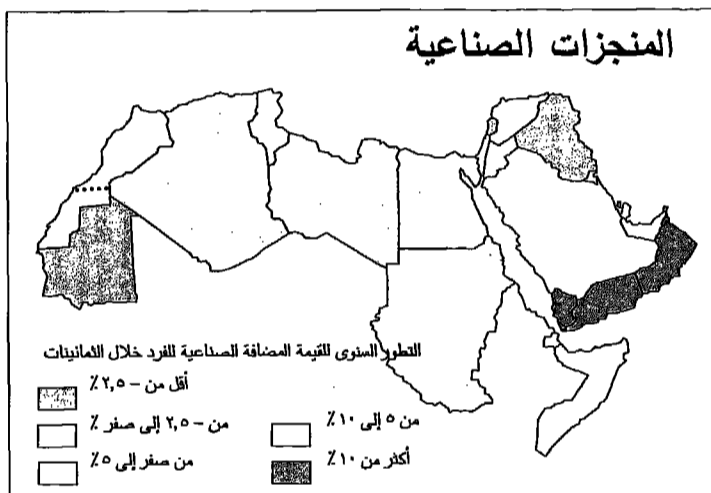 المنجزات الصناعية
التطور السنوى للقيمة المضافة الصناعية للفرد خلال الثمانينات
أقل من – ٢,٥٪
من – ٢,٥ إلى صفر ٪
من صفر إلى ٥٪
من ٥ إلى ١٠٪
أكثر من ١٠٪